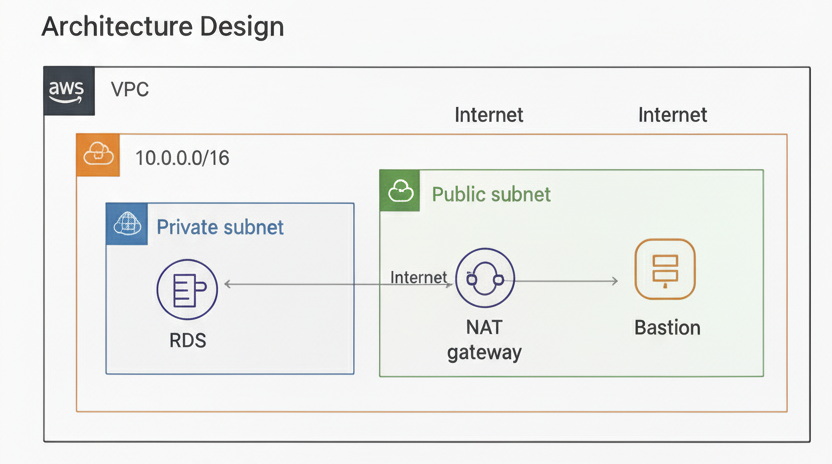 Architecture Design
aws
VPC
Internet
Internet
10.0.0.0/16
Public subnet
Private subnet
Internet
RDS
NAT
gateway
Bastion